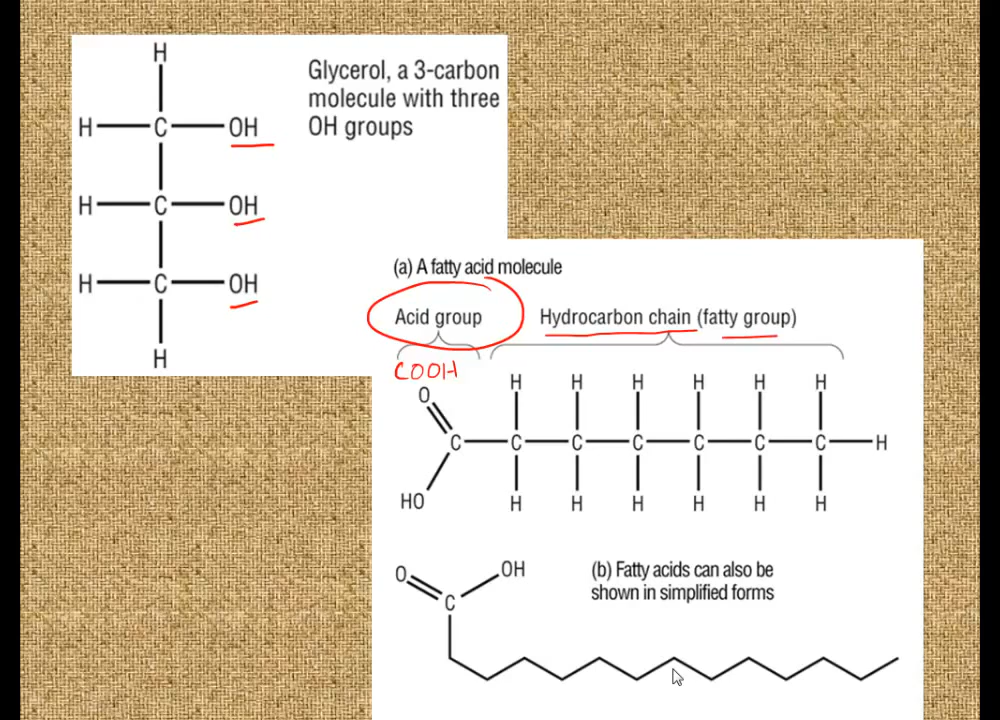 H
Glycerol, a 3-carbon
molecule with three
OH groups
H C OH
H C OH
H C OH
H
(a) A fatty acid molecule
Acid group Hydrocarbon chain (fatty group)
COOH
H H H H H H
O
C C C C C C C H
HO
H H H H H H
O OH
C
(b) Fatty acids can also be
shown in simplified forms